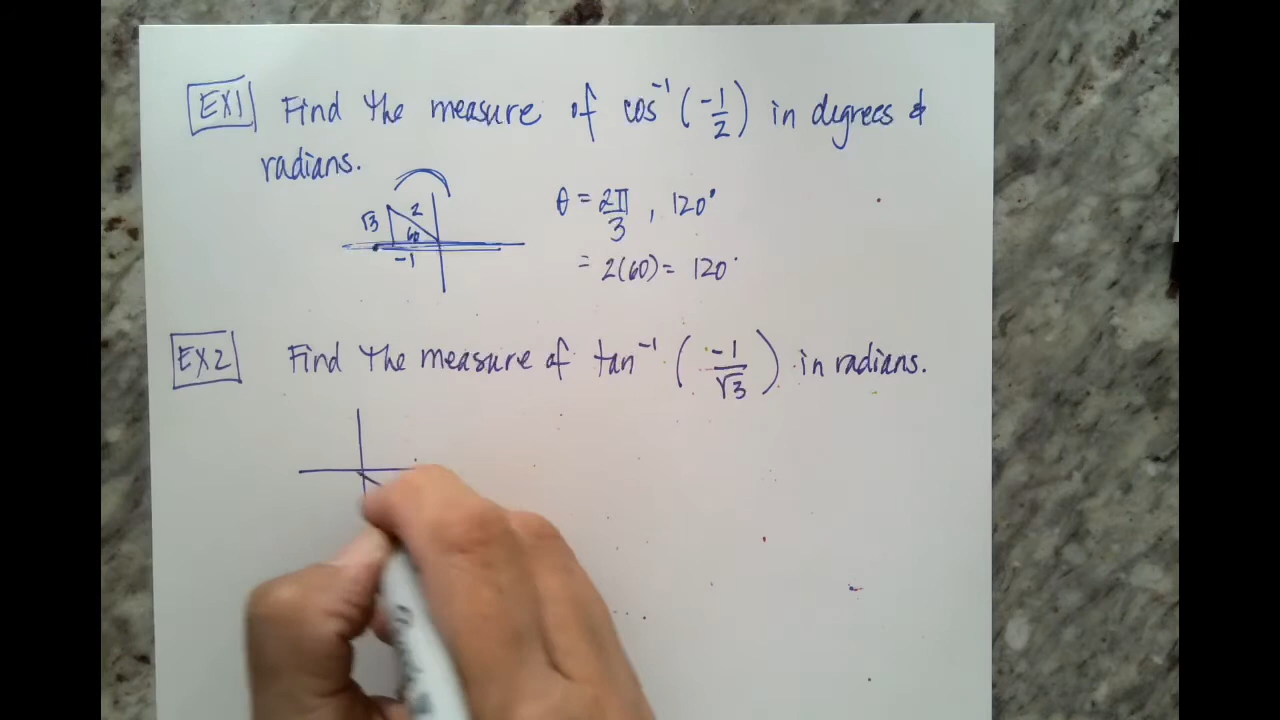 EX1 Find the measure of cos⁻¹ (-1/2) in degrees &
radians.
√3 2 60 -1
θ = 2π/3 , 120°
= 2(60) = 120°
EX2 Find the measure of tan⁻¹ (-1/√3) in radians.